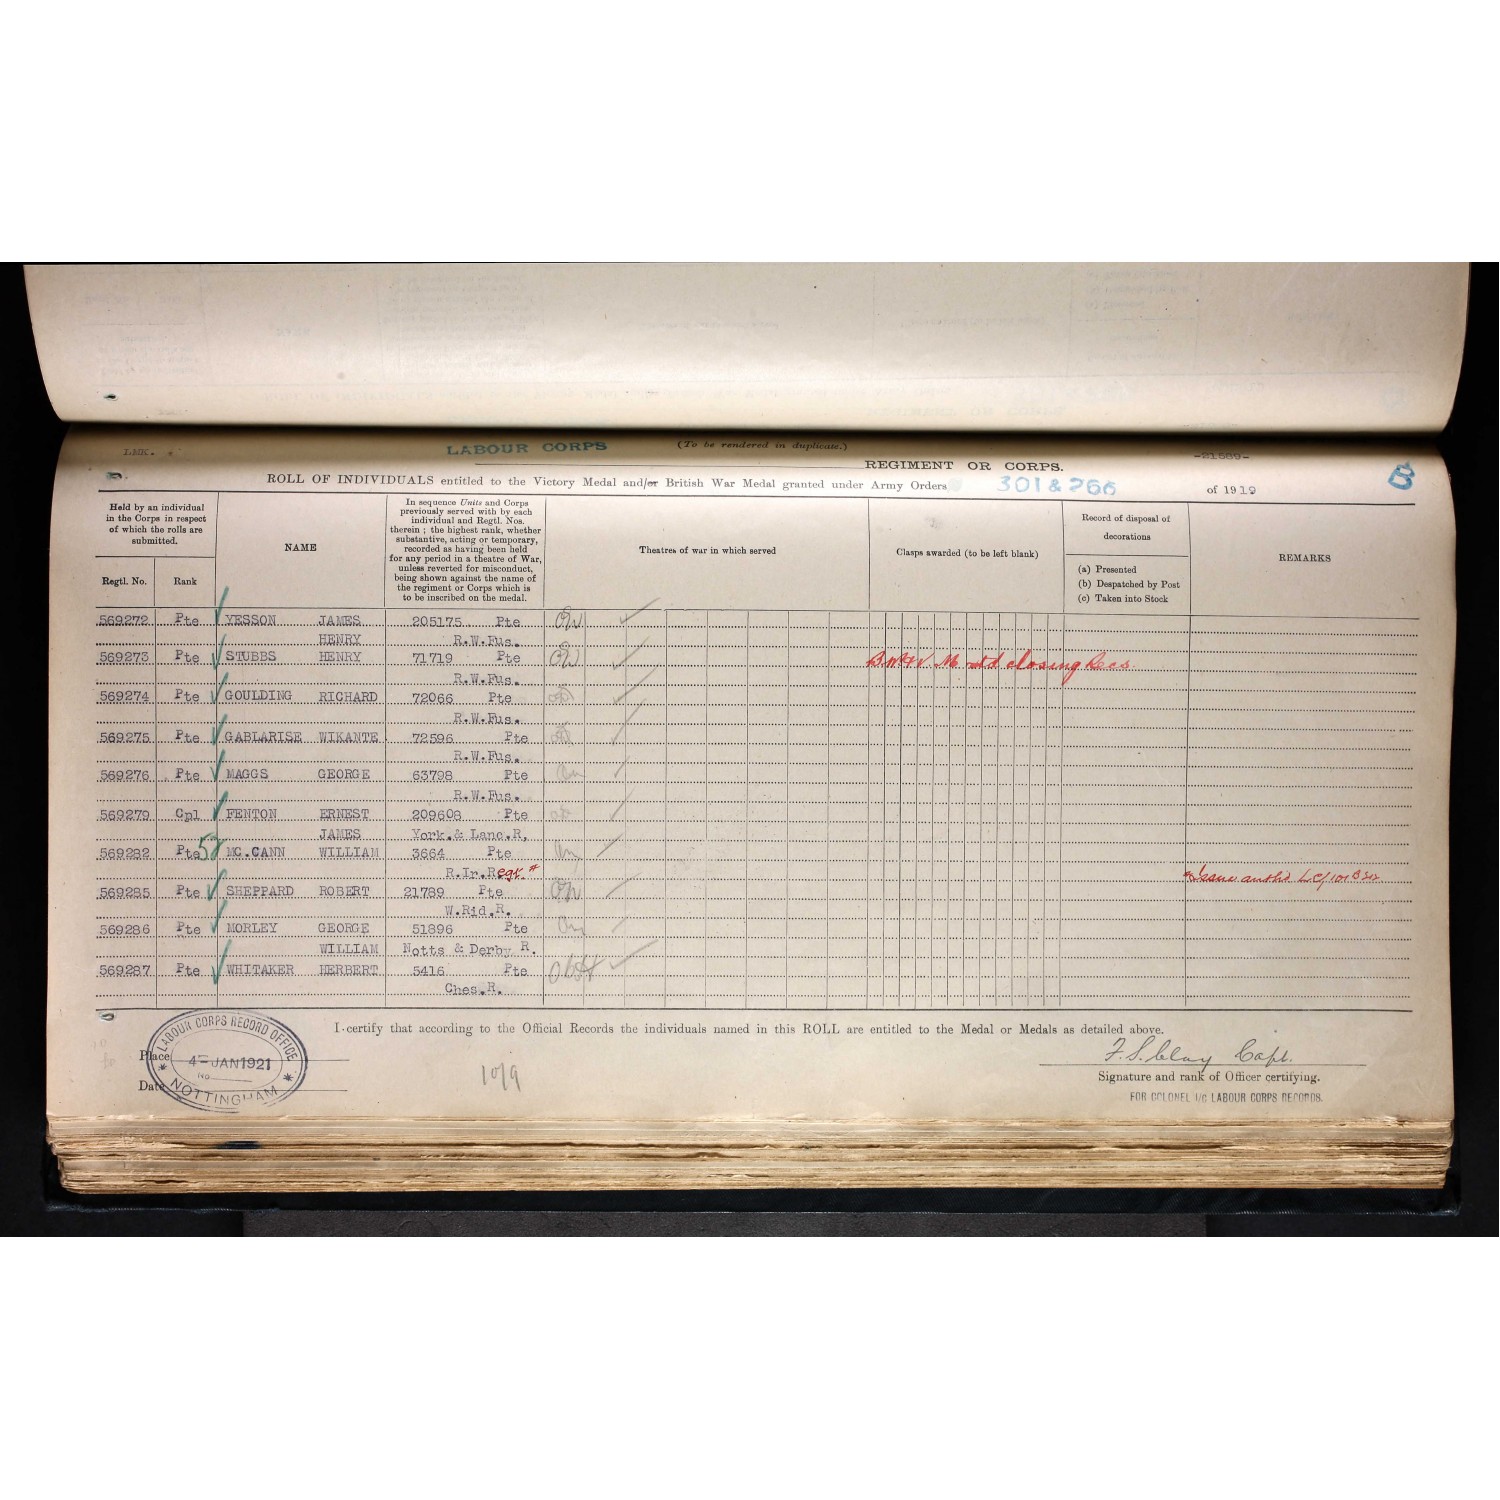 LMK.
LABOUR CORPS
(To be rendered in duplicate.)
REGIMENT OR CORPS.
-21589-
B
ROLL OF INDIVIDUALS entitled to the Victory Medal and/or British War Medal granted under Army Orders 301 & 266 of 1919
Held by an individual in the Corps in respect of which the rolls are submitted.
Regtl. No.
Rank
NAME
In sequence Units and Corps previously served with by each individual and Regtl. Nos. therein ; the highest rank, whether substantive, acting or temporary, recorded as having been held for any period in a theatre of War, unless reverted for misconduct, being shown against the name of the regiment or Corps which is to be inscribed on the medal.
Theatres of war in which served
Clasps awarded (to be left blank)
Record of disposal of decorations
(a) Presented
(b) Despatched by Post
(c) Taken into Stock
REMARKS
569272 Pte YESSON JAMES 205175 Pte
HENRY R.W.Fus.
569273 Pte STUBBS HENRY 71719 Pte closing Recs
R.W.Fus.
569274 Pte GOULDING RICHARD 72066 Pte
R.W.Fus.
569275 Pte GABLARISE WIKANTE 72596 Pte
R.W.Fus.
569276 Pte MAGGS GEORGE 63798 Pte
R.W.Fus.
569279 Cpl FENTON ERNEST 209608 Pte
JAMES York.& Lanc.R.
569282 Pte MC.CANN WILLIAM 3664 Pte
R.Ir.Regt. * * Issue
569285 Pte SHEPPARD ROBERT 21789 Pte
W.Rid.R.
569286 Pte MORLEY GEORGE 51896 Pte
WILLIAM Notts & Derby R.
569287 Pte WHITAKER HERBERT 5416 Pte
Ches.R.
I certify that according to the Official Records the individuals named in this ROLL are entitled to the Medal or Medals as detailed above.
LABOUR CORPS RECORD OFFICE
Place
4-JAN1921
NO.
Date
NOTTINGHAM
10/9
F.S. Clay Capt.
Signature and rank of Officer certifying.
FOR COLONEL I/C LABOUR CORPS RECORDS.